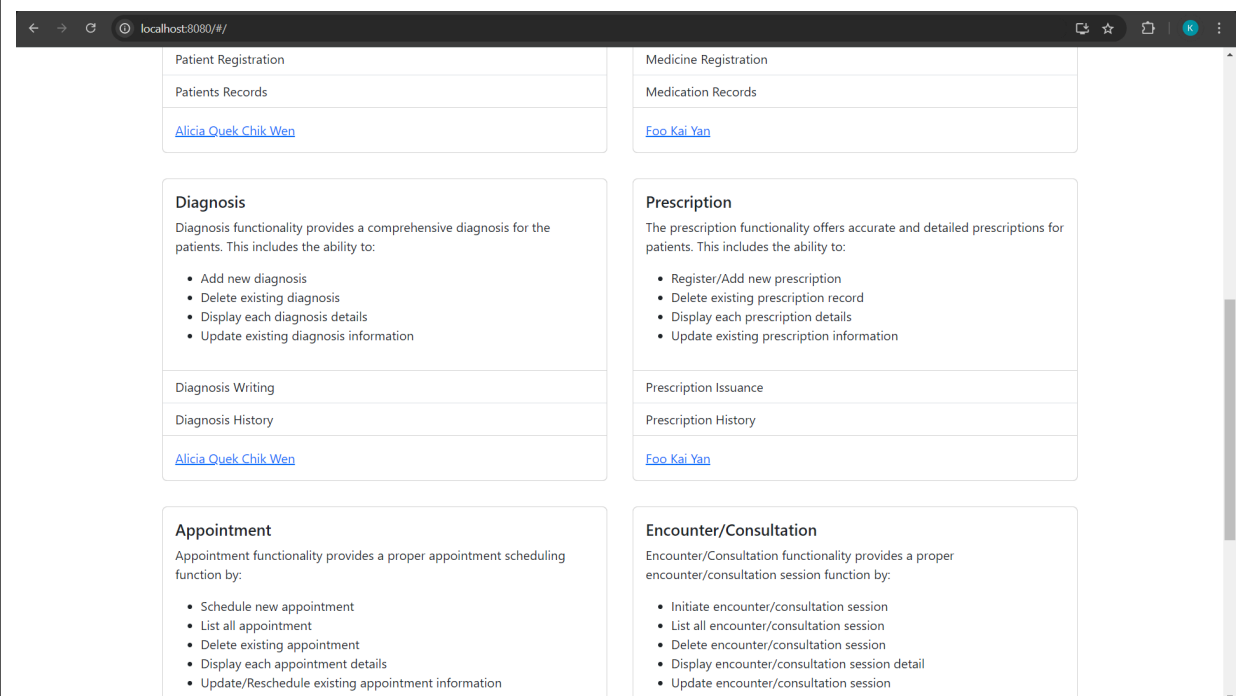 localhost:8080/#/
K
Patient Registration
Patients Records
Alicia Quek Chik Wen
Medicine Registration
Medication Records
Foo Kai Yan
Diagnosis
Diagnosis functionality provides a comprehensive diagnosis for the
patients. This includes the ability to:
• Add new diagnosis
• Delete existing diagnosis
• Display each diagnosis details
• Update existing diagnosis information
Diagnosis Writing
Diagnosis History
Alicia Quek Chik Wen
Prescription
The prescription functionality offers accurate and detailed prescriptions for
patients. This includes the ability to:
• Register/Add new prescription
• Delete existing prescription record
• Display each prescription details
• Update existing prescription information
Prescription Issuance
Prescription History
Foo Kai Yan
Appointment
Appointment functionality provides a proper appointment scheduling
function by:
• Schedule new appointment
• List all appointment
• Delete existing appointment
• Display each appointment details
• Update/Reschedule existing appointment information
Encounter/Consultation
Encounter/Consultation functionality provides a proper
encounter/consultation session function by:
• Initiate encounter/consultation session
• List all encounter/consultation session
• Delete encounter/consultation session
• Display encounter/consultation session detail
• Update encounter/consultation session